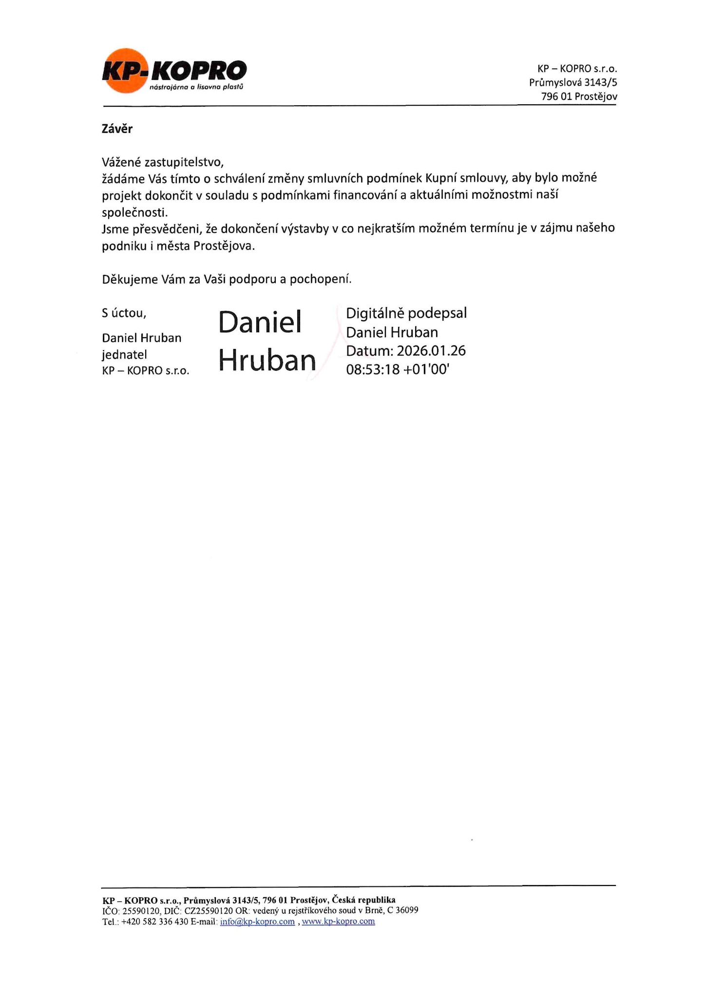 KP-KOPRO
nástrojárna a lisovna plastů
KP – KOPRO s.r.o.
Průmyslová 3143/5
796 01 Prostějov
Závěr
Vážené zastupitelstvo,
žádáme Vás tímto o schválení změny smluvních podmínek Kupní smlouvy, aby bylo možné
projekt dokončit v souladu s podmínkami financování a aktuálními možnostmi naší
společnosti.
Jsme přesvědčeni, že dokončení výstavby v co nejkratším možném termínu je v zájmu našeho
podniku i města Prostějova.
Děkujeme Vám za Vaši podporu a pochopení.
S úctou,
Daniel Hruban
jednatel
KP – KOPRO s.r.o.
Daniel
Hruban
Digitálně podepsal
Daniel Hruban
Datum: 2026.01.26
08:53:18 +01'00'
KP – KOPRO s.r.o., Průmyslová 3143/5, 796 01 Prostějov, Česká republika
IČO: 25590120, DIČ: CZ25590120 OR: vedený u rejstříkového soud v Brně, C 36099
Tel.: +420 582 336 430 E-mail: info@kp-kopro.com , www.kp-kopro.com